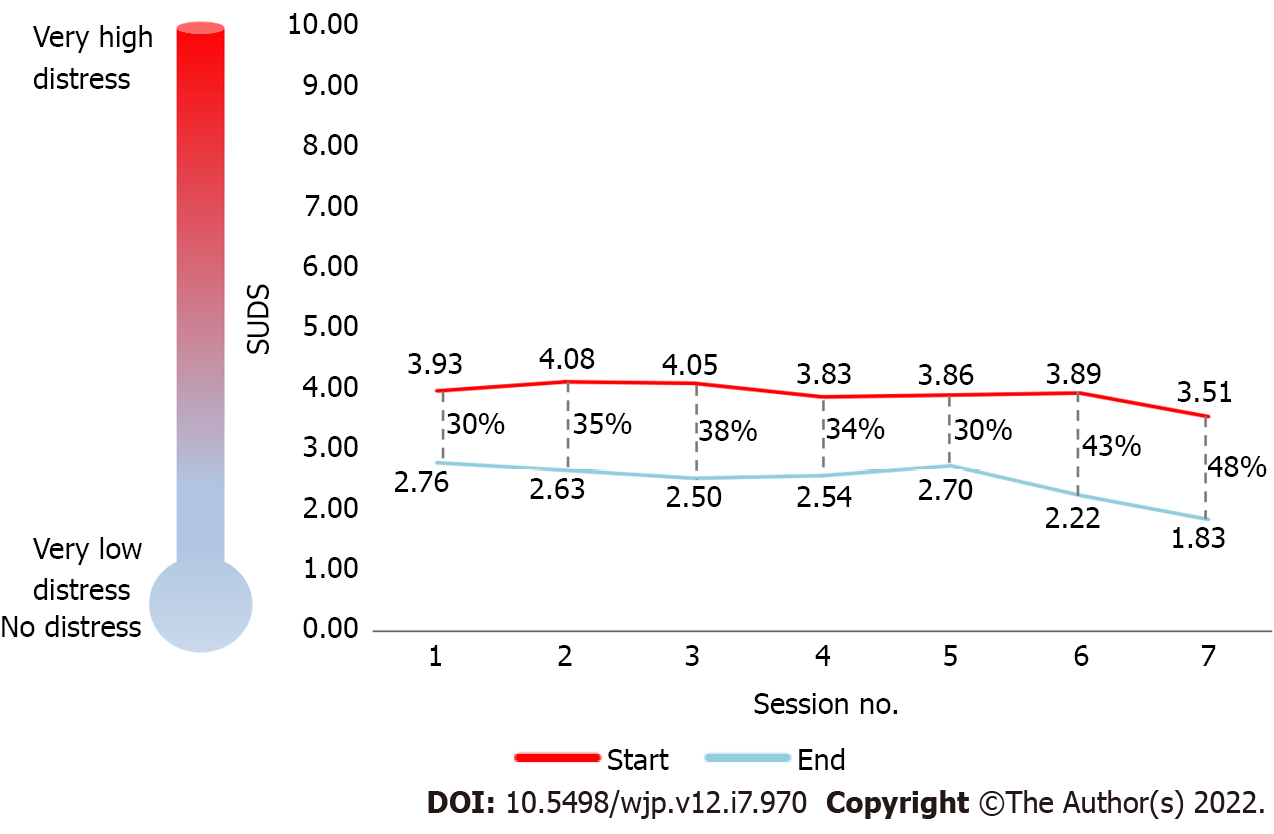 Very high
distress
Very low
distress
No distress
SUDS
10.00
9.00
8.00
7.00
6.00
5.00
4.00
3.00
2.00
1.00
0.00
3.93 4.08 4.05 3.83 3.86 3.89 3.51
30% 35% 38% 34% 30% 43% 48%
2.76 2.63 2.50 2.54 2.70 2.22 1.83
1 2 3 4 5 6 7
Session no.
Start End
DOI: 10.5498/wjp.v12.i7.970 Copyright ©The Author(s) 2022.